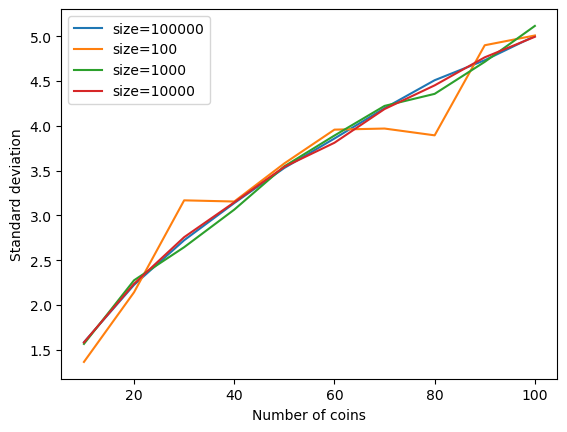 size=100000
size=100
size=1000
size=10000
5.0
4.5
4.0
3.5
3.0
2.5
2.0
1.5
Standard deviation
20 40 60 80 100
Number of coins